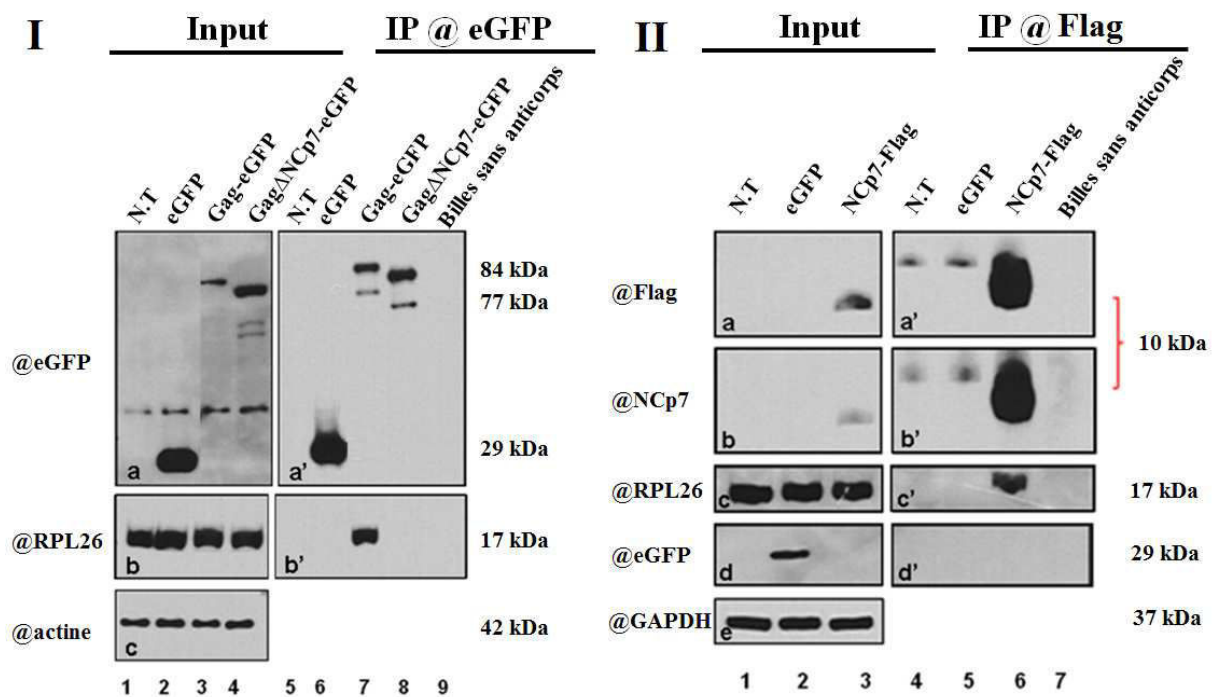 I
Input
IP @ eGFP
N.T
eGFP
Gag-eGFP
GagΔNCp7-eGFP
N.T
eGFP
Gag-eGFP
GagΔNCp7-eGFP
Billes sans anticorps
@eGFP
a
a'
84 kDa
77 kDa
29 kDa
@RPL26
b
b'
17 kDa
@actine
c
42 kDa
1 2 3 4 5 6 7 8 9
II
Input
IP @ Flag
N.T
eGFP
NCp7-Flag
N.T
eGFP
NCp7-Flag
Billes sans anticorps
@Flag
a
a'
10 kDa
@NCp7
b
b'
@RPL26
c
c'
17 kDa
@eGFP
d
d'
29 kDa
@GAPDH
e
37 kDa
1 2 3 4 5 6 7